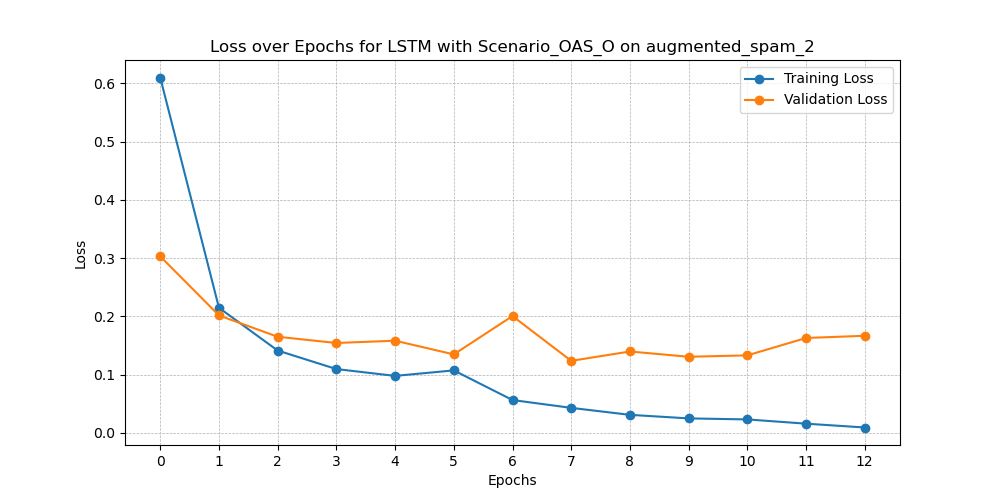 Loss over Epochs for LSTM with Scenario_OAS_O on augmented_spam_2
Training Loss
Validation Loss
0.6
0.5
0.4
0.3
0.2
0.1
0.0
Loss
0 1 2 3 4 5 6 7 8 9 10 11 12
Epochs